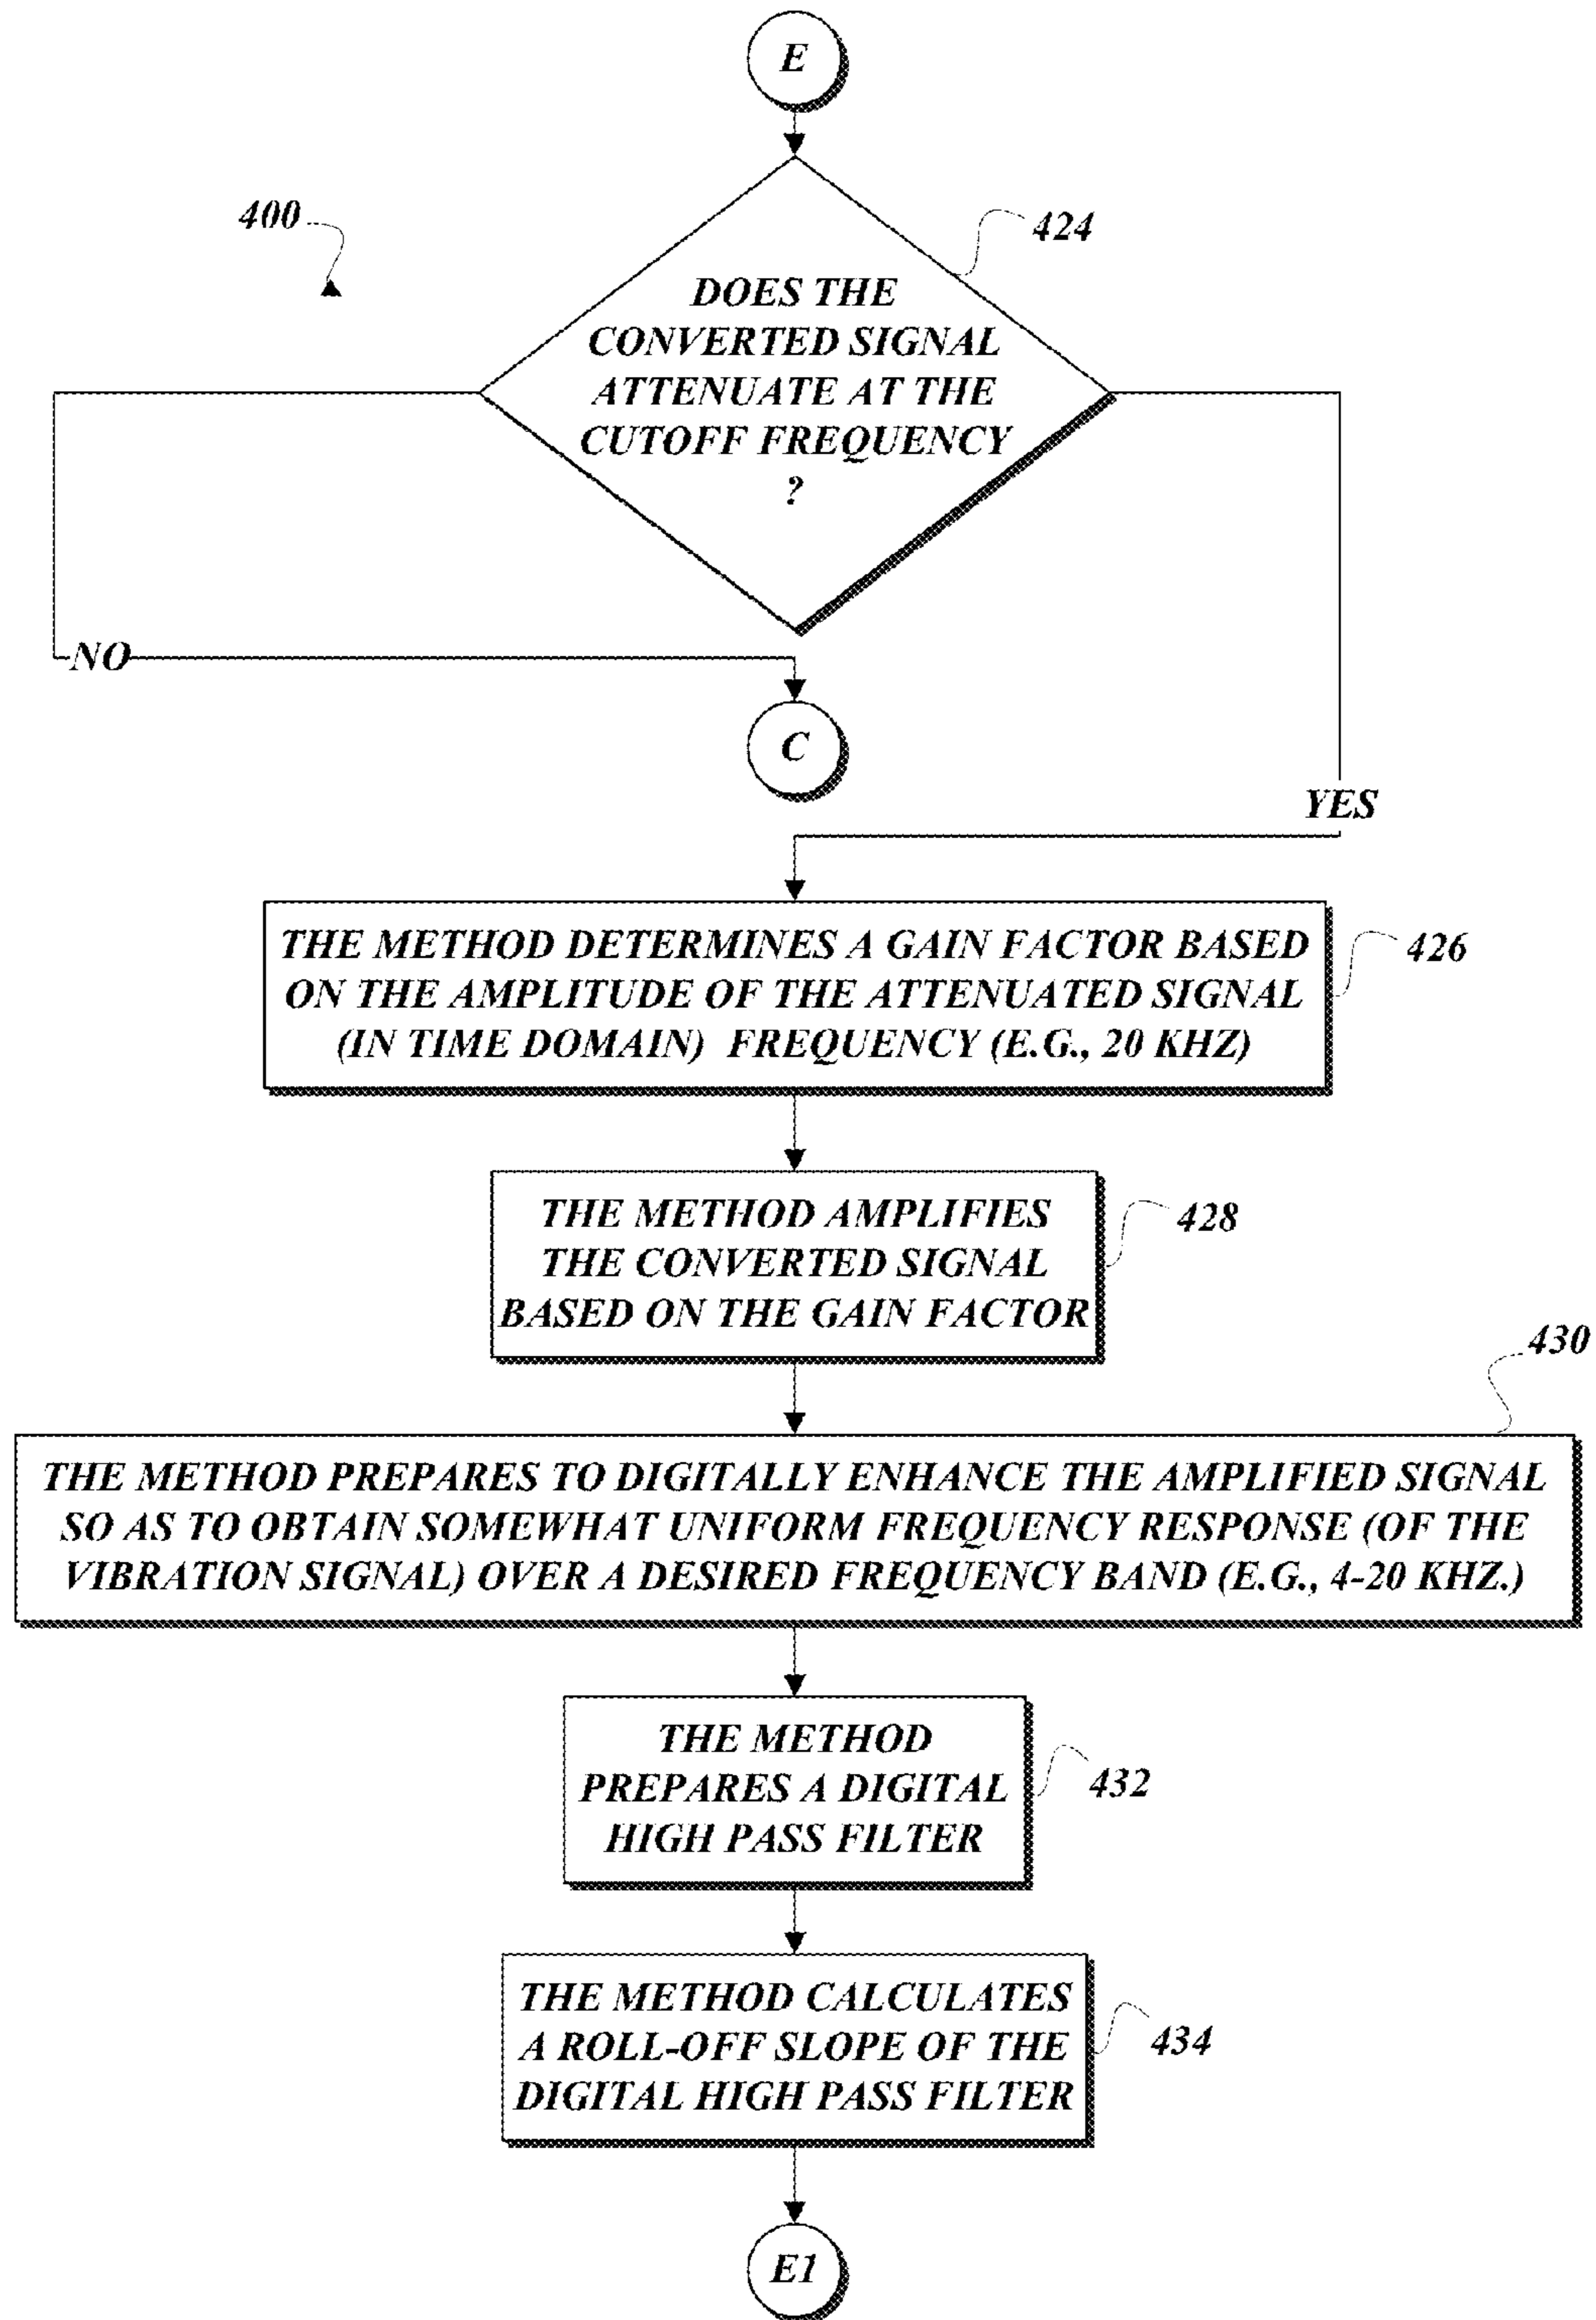 E
400
424
DOES THE
CONVERTED SIGNAL
ATTENUATE AT THE
CUTOFF FREQUENCY
?
NO
C
YES
THE METHOD DETERMINES A GAIN FACTOR BASED
ON THE AMPLITUDE OF THE ATTENUATED SIGNAL
(IN TIME DOMAIN) FREQUENCY (E.G., 20 KHZ)
426
THE METHOD AMPLIFIES
THE CONVERTED SIGNAL
BASED ON THE GAIN FACTOR
428
430
THE METHOD PREPARES TO DIGITALLY ENHANCE THE AMPLIFIED SIGNAL
SO AS TO OBTAIN SOMEWHAT UNIFORM FREQUENCY RESPONSE (OF THE
VIBRATION SIGNAL) OVER A DESIRED FREQUENCY BAND (E.G., 4-20 KHZ.)
THE METHOD
PREPARES A DIGITAL
HIGH PASS FILTER
432
THE METHOD CALCULATES
A ROLL-OFF SLOPE OF THE
DIGITAL HIGH PASS FILTER
434
E1